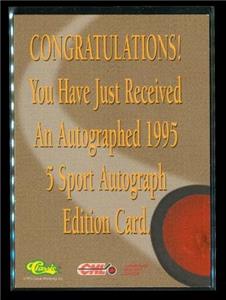 CONGRATULATIONS!
You Have Just Received
An Autographed 1995
5 Sport Autograph
Edition Card.
Classic
CHL